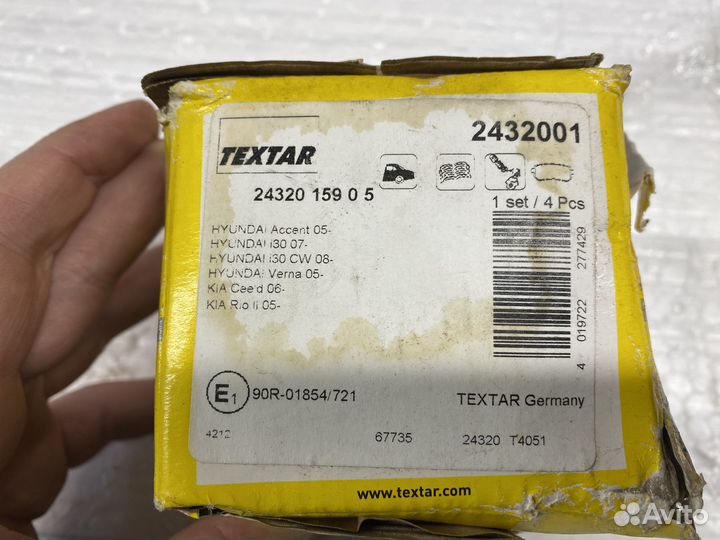 TEXTAR
2432001
24320 159 0 5
1 set / 4 Pcs
HYUNDAI Accent 05-
HYUNDAI i30 07-
HYUNDAI i30 CW 08-
HYUNDAI Verna 05-
KIA Cee'd 06-
KIA Rio II 05-
4 019722 277429
E1 90R-01854/721
TEXTAR Germany
4212 67735 24320 T4051
www.textar.com
Avito